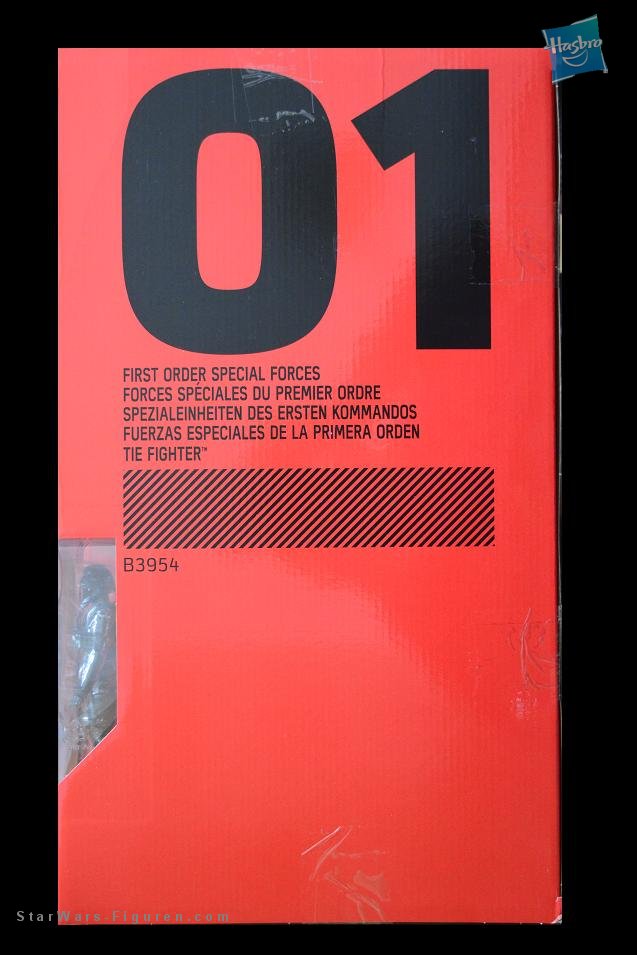 Hasbro
01
FIRST ORDER SPECIAL FORCES
FORCES SPÉCIALES DU PREMIER ORDRE
SPEZIALEINHEITEN DES ERSTEN KOMMANDOS
FUERZAS ESPECIALES DE LA PRIMERA ORDEN
TIE FIGHTER™
B3954
StarWars-Figuren.com